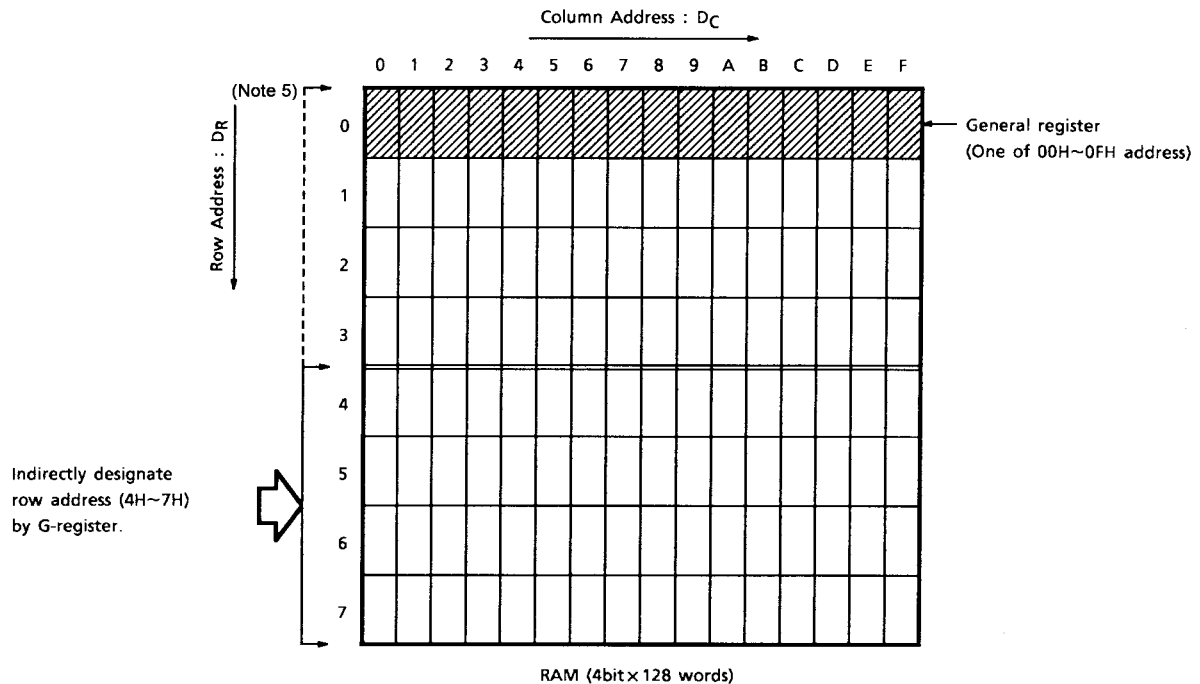 Column Address : DC
0 1 2 3 4 5 6 7 8 9 A B C D E F
(Note 5)
Row Address : DR
0
General register
(One of 00H~0FH address)
1
2
3
4
Indirectly designate
row address (4H~7H)
by G-register.
5
6
7
RAM (4bit × 128 words)